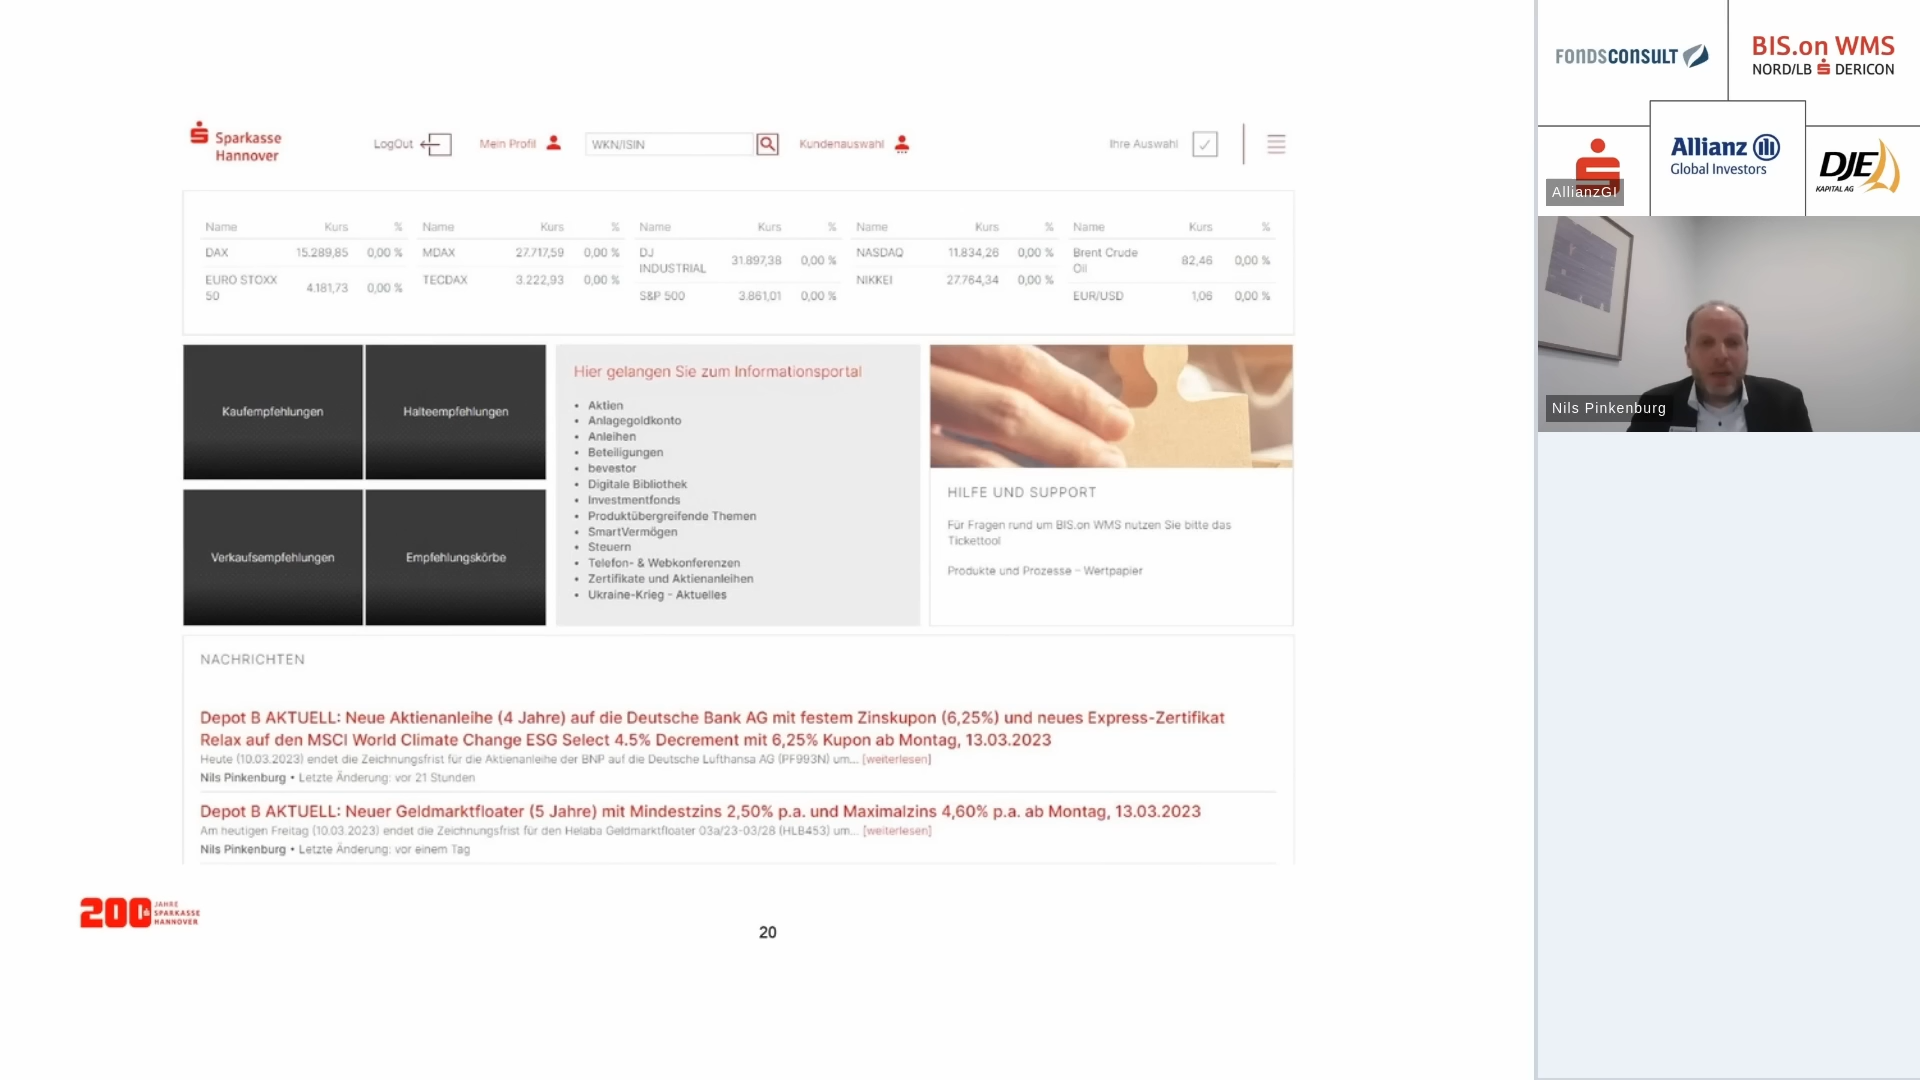 Sparkasse
Hannover
LogOut
Mein Profil
WKN/ISIN
Kundenauswahl
Ihre Auswahl
Name Kurs %
DAX 15.289,85 0,00 %
EURO STOXX
50
4.181,73 0,00 %
Name Kurs %
MDAX 27.717,59 0,00 %
TECDAX 3.222,93 0,00 %
Name Kurs %
DJ
INDUSTRIAL
31.897,38 0,00 %
S&P 500 3.861,01 0,00 %
Name Kurs %
NASDAQ 11.834,26 0,00 %
NIKKEI 27.764,34 0,00 %
Name Kurs %
Brent Crude
Oil
82,46 0,00 %
EUR/USD 1,06 0,00 %
Kaufempfehlungen
Halteempfehlungen
Verkaufsempfehlungen
Empfehlungskörbe
Hier gelangen Sie zum Informationsportal
• Aktien
• Anlagegoldkonto
• Anleihen
• Beteiligungen
• bevestor
• Digitale Bibliothek
• Investmentfonds
• Produktübergreifende Themen
• SmartVermögen
• Steuern
• Telefon- & Webkonferenzen
• Zertifikate und Aktienanleihen
• Ukraine-Krieg - Aktuelles
HILFE UND SUPPORT
Für Fragen rund um BIS.on WMS nutzen Sie bitte das
Tickettool
Produkte und Prozesse – Wertpapier
NACHRICHTEN
Depot B AKTUELL: Neue Aktienanleihe (4 Jahre) auf die Deutsche Bank AG mit festem Zinskupon (6,25%) und neues Express-Zertifikat
Relax auf den MSCI World Climate Change ESG Select 4.5% Decrement mit 6,25% Kupon ab Montag, 13.03.2023
Heute (10.03.2023) endet die Zeichnungsfrist für die Aktienanleihe der BNP auf die Deutsche Lufthansa AG (PF993N) um... [weiterlesen]
Nils Pinkenburg • Letzte Änderung: vor 21 Stunden
Depot B AKTUELL: Neuer Geldmarktfloater (5 Jahre) mit Mindestzins 2,50% p.a. und Maximalzins 4,60% p.a. ab Montag, 13.03.2023
Am heutigen Freitag (10.03.2023) endet die Zeichnungsfrist für den Helaba Geldmarktfloater 03a/23-03/28 (HLB453) um... [weiterlesen]
Nils Pinkenburg • Letzte Änderung: vor einem Tag
200 JAHRE
SPARKASSE
HANNOVER
20
FONDSCONSULT
BIS.on WMS
NORD/LB DERICON
AllianzGI
Allianz
Global Investors
DJE
KAPITAL AG
Nils Pinkenburg